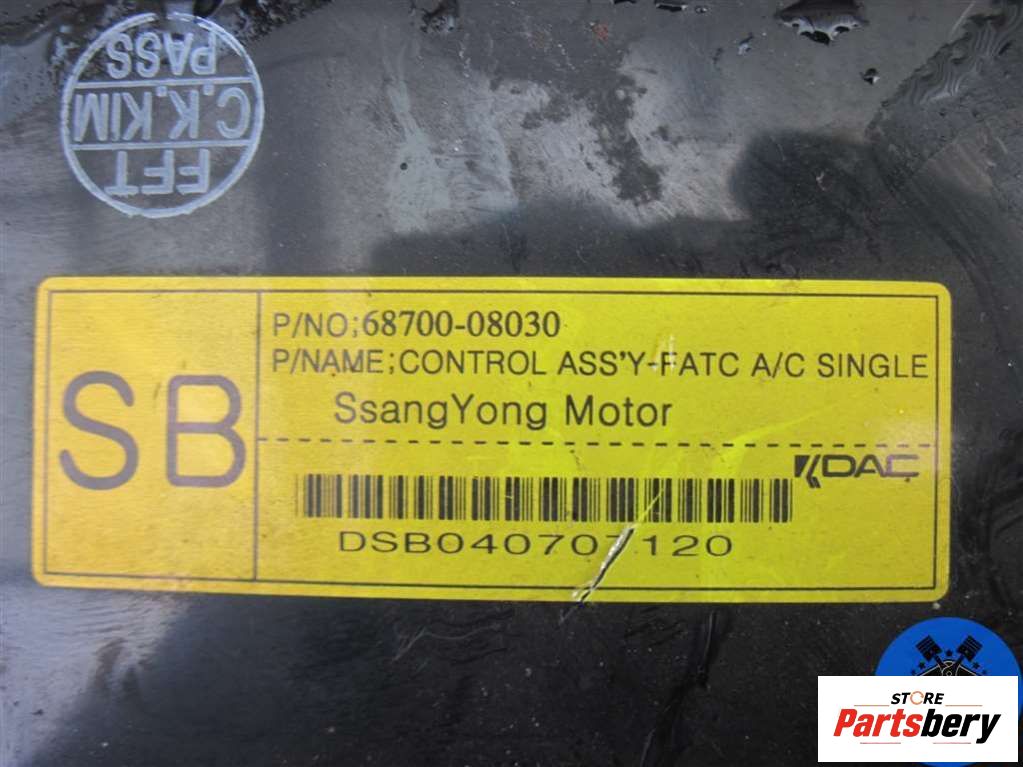 FFT
C.K.KIM
PASS
P/NO;68700-08030
P/NAME;CONTROL ASS'Y-FATC A/C SINGLE
SB
SsangYong Motor
DAC
DSB040707120
STORE
Partsbery